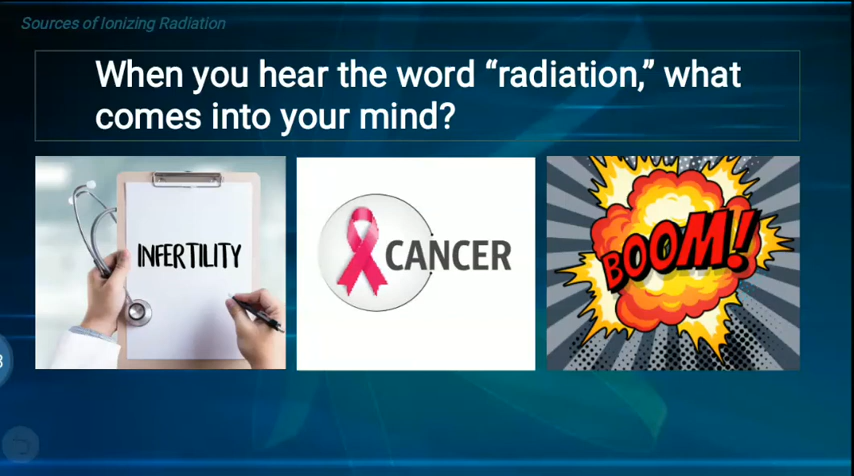 Sources of Ionizing Radiation
When you hear the word “radiation,” what
comes into your mind?
INFERTILITY
CANCER
BOOM!